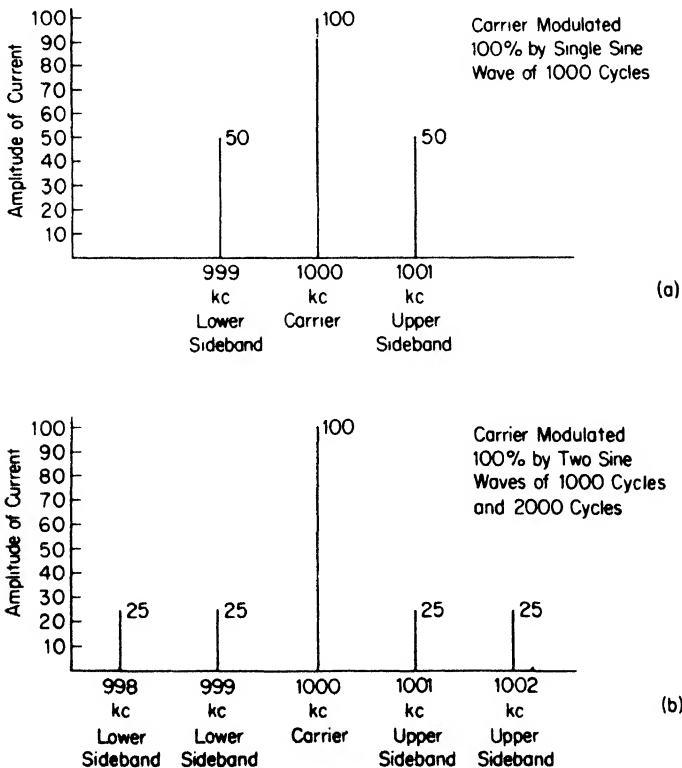 Carrier Modulated
100% by Single Sine
Wave of 1000 Cycles
Amplitude of Current
100
90
80
70
60
50
40
30
20
10
50
100
50
999
kc
Lower
Sideband
1000
kc
Carrier
1001
kc
Upper
Sideband
(a)
Carrier Modulated
100% by Two Sine
Waves of 1000 Cycles
and 2000 Cycles
Amplitude of Current
100
90
80
70
60
50
40
30
20
10
25
25
100
25
25
998
kc
Lower
Sideband
999
kc
Lower
Sideband
1000
kc
Carrier
1001
kc
Upper
Sideband
1002
kc
Upper
Sideband
(b)